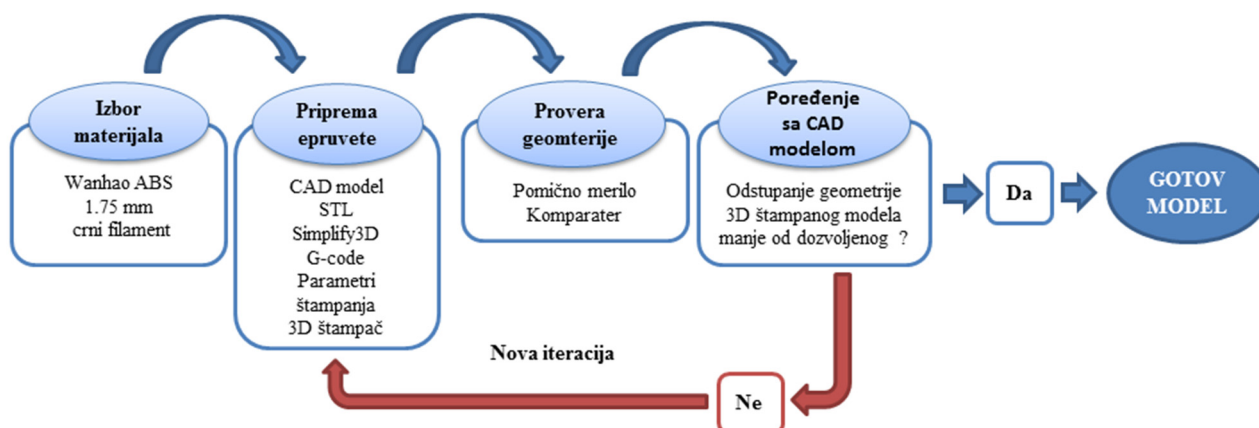 Izbor
materijala
Wanhao ABS
1.75 mm
crni filament
Priprema
epruvete
CAD model
STL
Simplify3D
G-code
Parametri
štampanja
3D štampač
Provera
geomterije
Pomično merilo
Komparater
Poređenje
sa CAD
modelom
Odstupanje geometrije
3D štampanog modela
manje od dozvoljenog ?
Da
GOTOV
MODEL
Nova iteracija
Ne